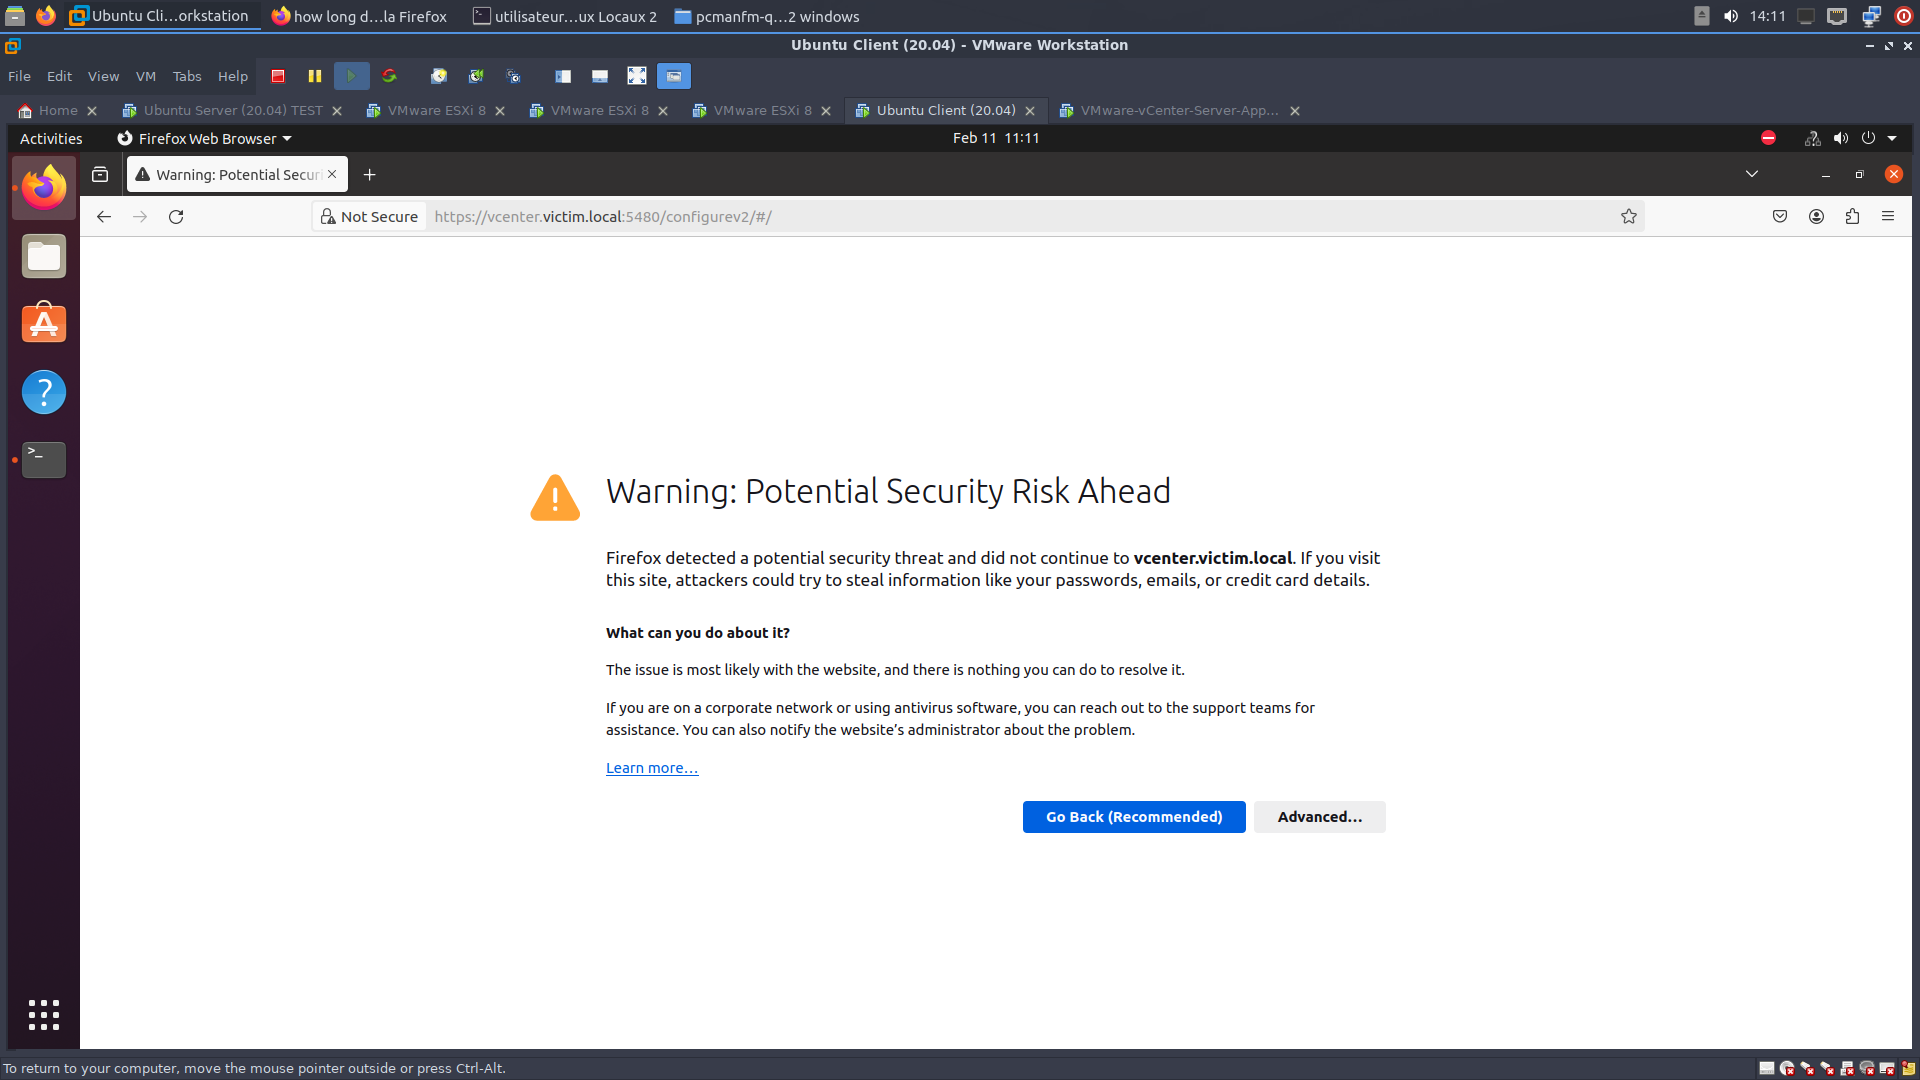 Ubuntu Cli...orkstation
how long d...la Firefox
utilisateur...ux Locaux 2
pcmanfm-q...2 windows
14:11
Ubuntu Client (20.04) - VMware Workstation
File Edit View VM Tabs Help
Home
Ubuntu Server (20.04) TEST
VMware ESXi 8
VMware ESXi 8
VMware ESXi 8
Ubuntu Client (20.04)
VMware-vCenter-Server-App...
Activities
Firefox Web Browser
Feb 11 11:11
Warning: Potential Securi
Not Secure
https://vcenter.victim.local:5480/configurev2/#/
Warning: Potential Security Risk Ahead
Firefox detected a potential security threat and did not continue to vcenter.victim.local. If you visit
this site, attackers could try to steal information like your passwords, emails, or credit card details.
What can you do about it?
The issue is most likely with the website, and there is nothing you can do to resolve it.
If you are on a corporate network or using antivirus software, you can reach out to the support teams for
assistance. You can also notify the website’s administrator about the problem.
Learn more…
Go Back (Recommended)
Advanced…
To return to your computer, move the mouse pointer outside or press Ctrl-Alt.